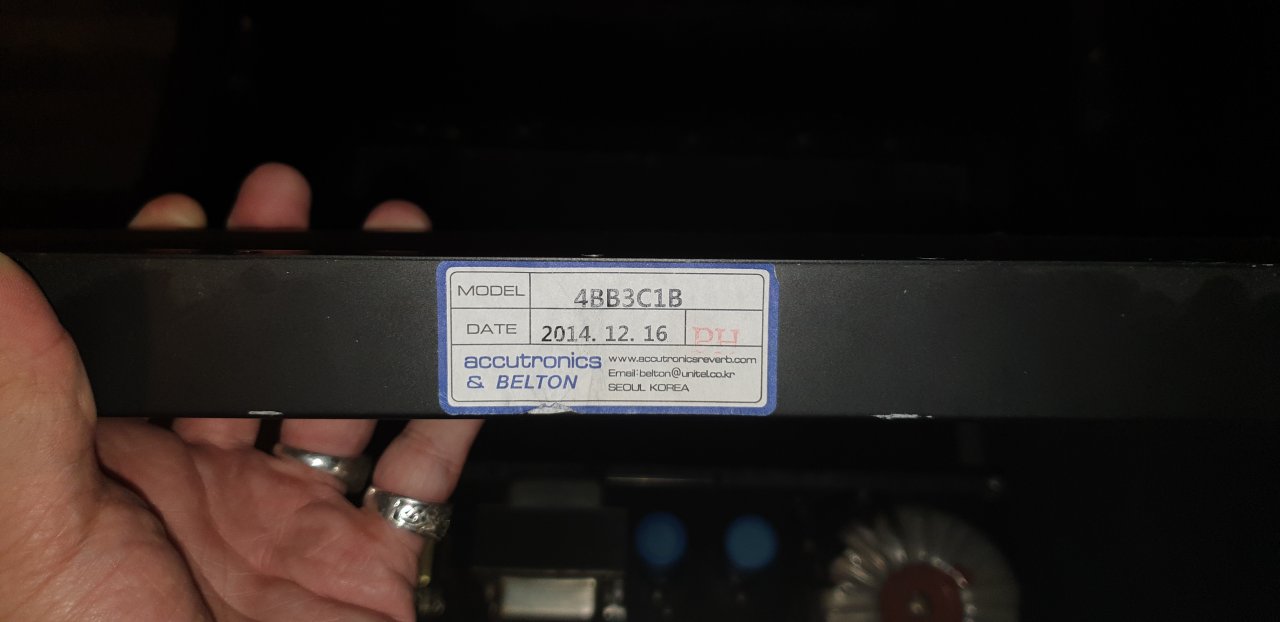 MODEL 4BB3C1B
DATE 2014. 12. 16 PH
accutronics
& BELTON
www.accutronicsreverb.com
Email:belton@unitel.co.kr
SEOUL KOREA